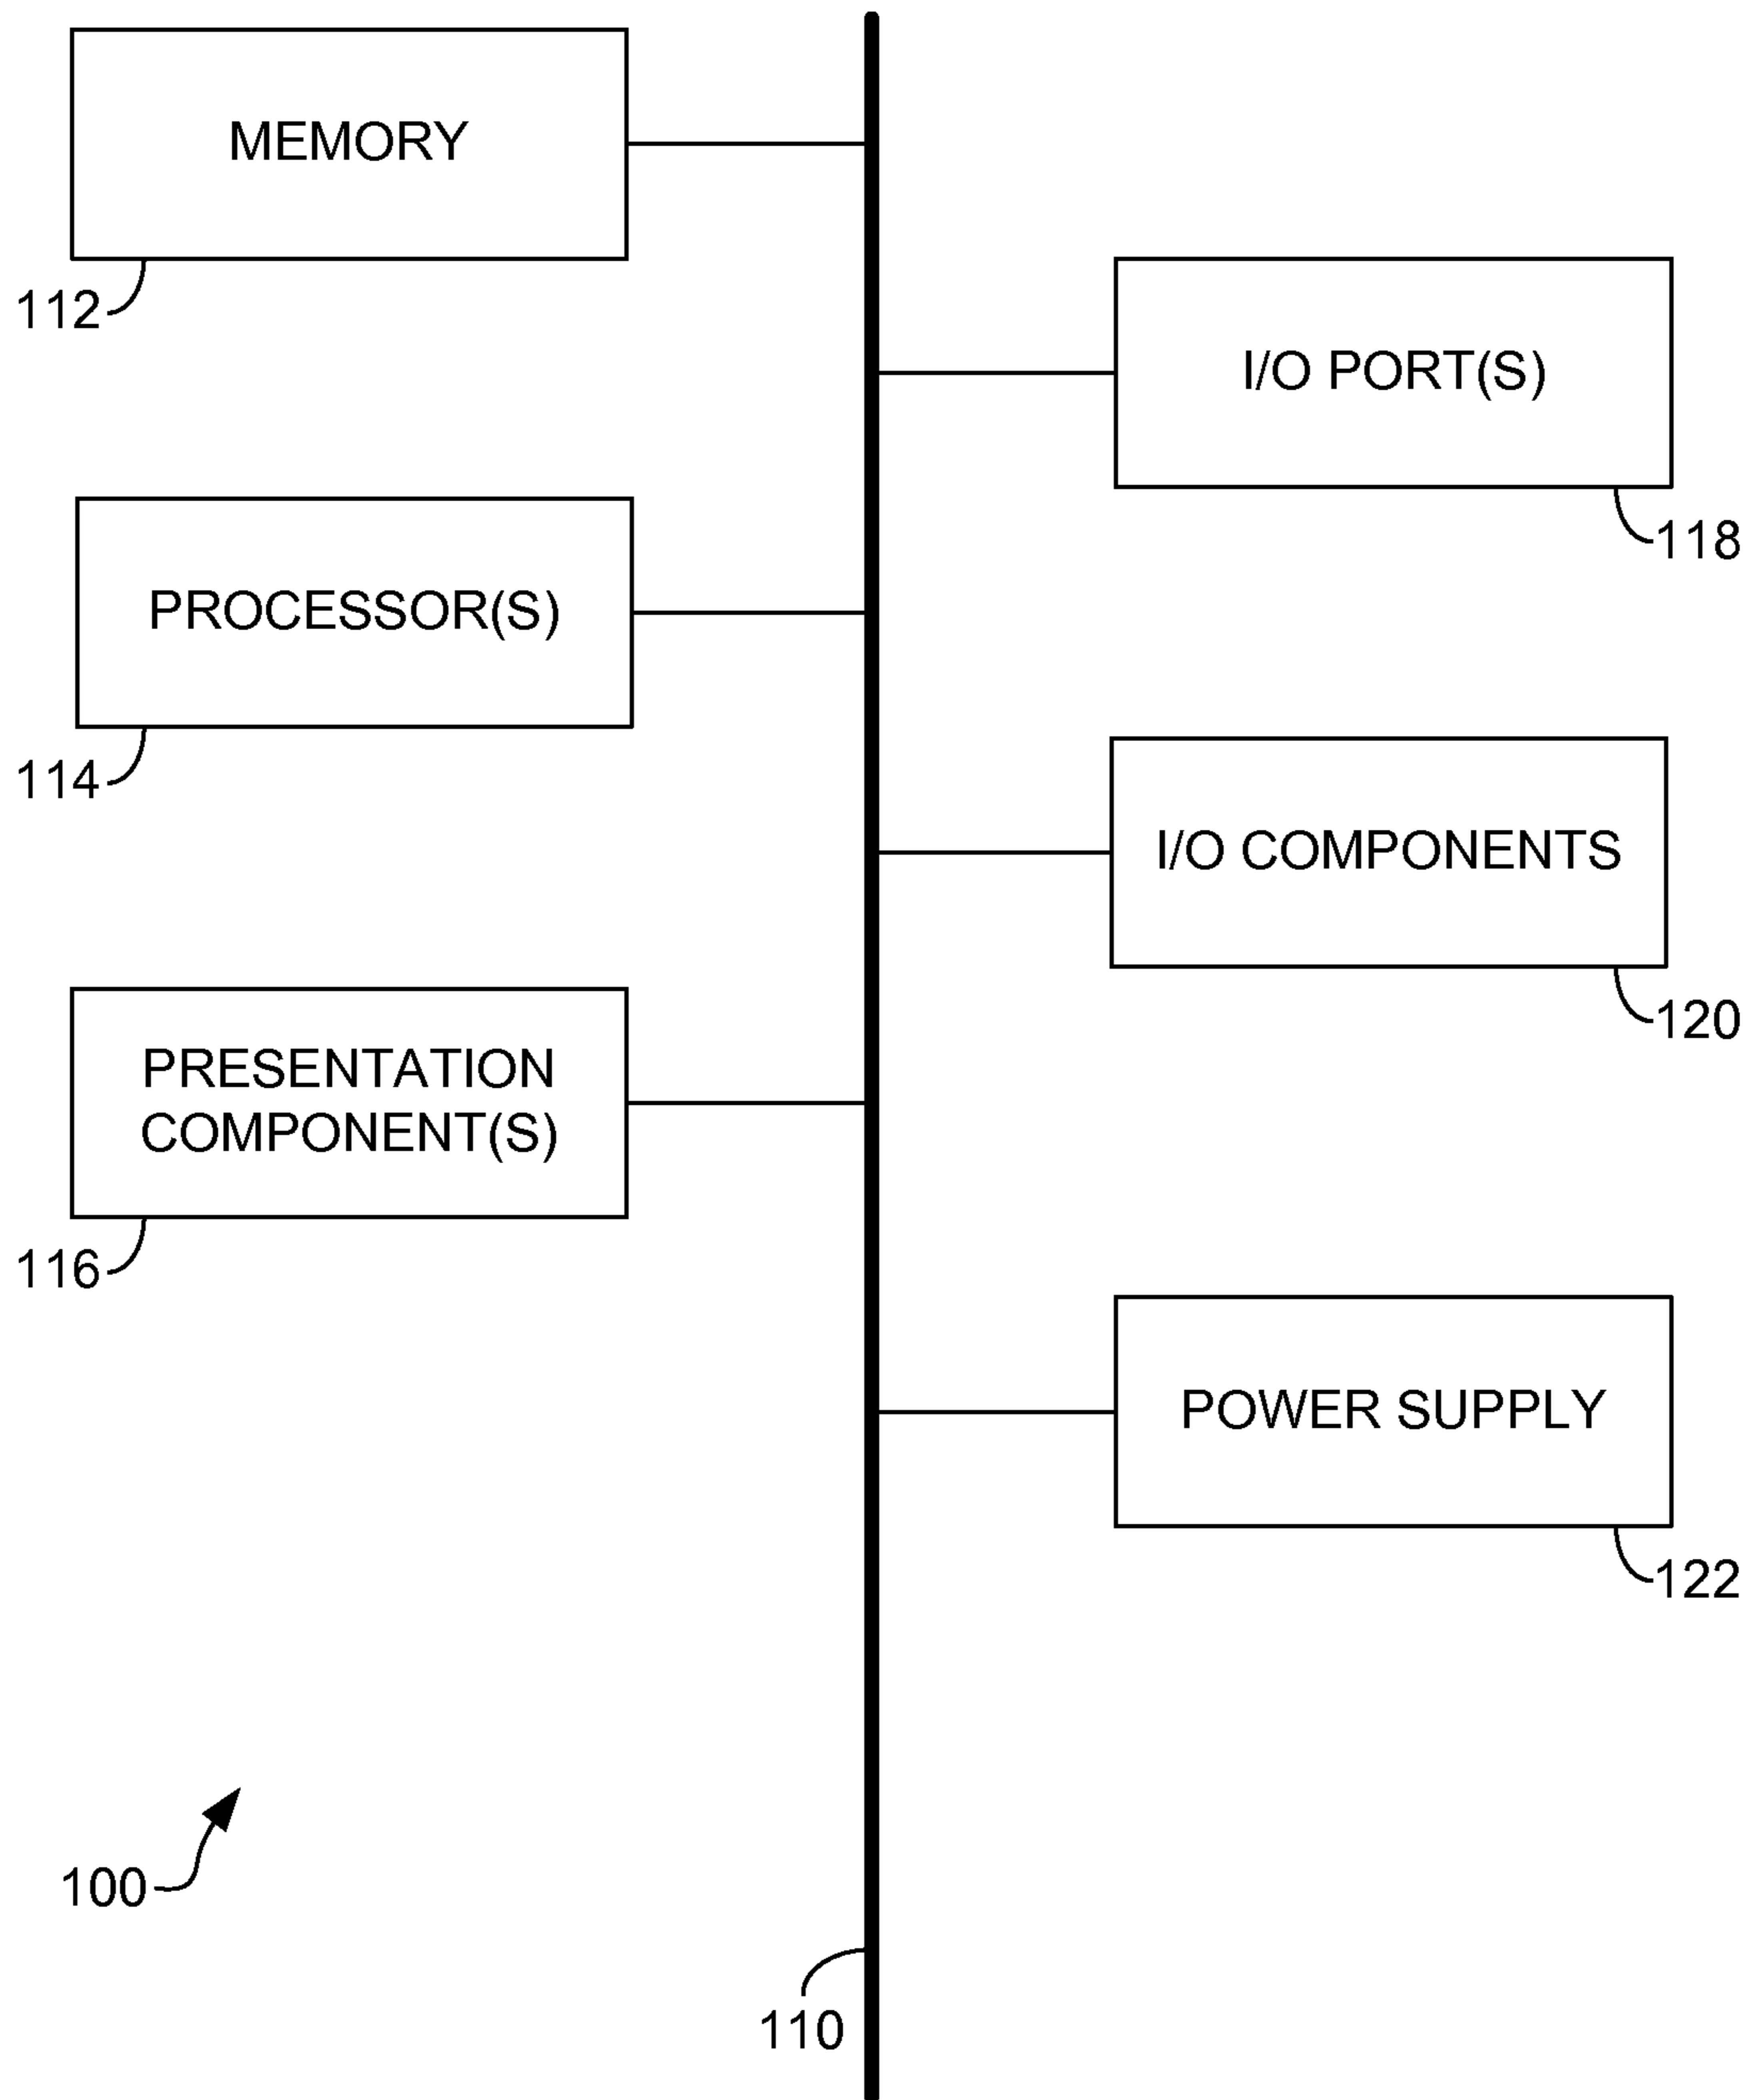 MEMORY
112
I/O PORT(S)
118
PROCESSOR(S)
114
I/O COMPONENTS
120
PRESENTATION
COMPONENT(S)
116
POWER SUPPLY
122
100
110